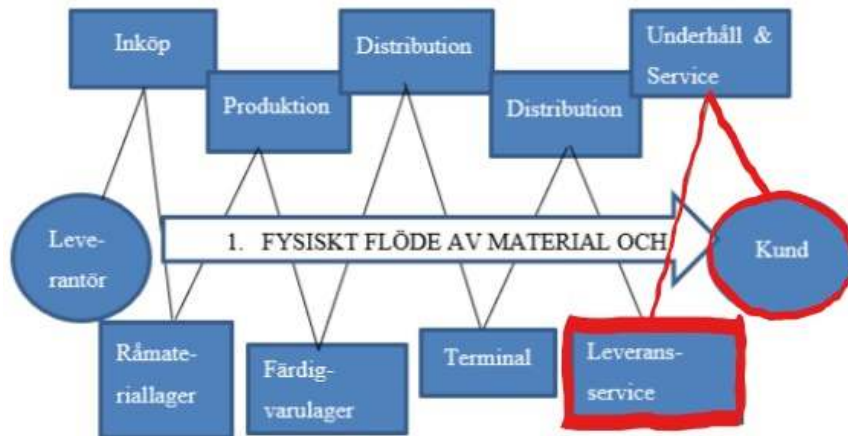 Inköp
Distribution
Underhåll &
Service
Produktion
Distribution
Leve-
rantör
1. FYSISKT FLÖDE AV MATERIAL OCH
Kund
Råmate-
riallager
Färdig-
varulager
Terminal
Leverans-
service